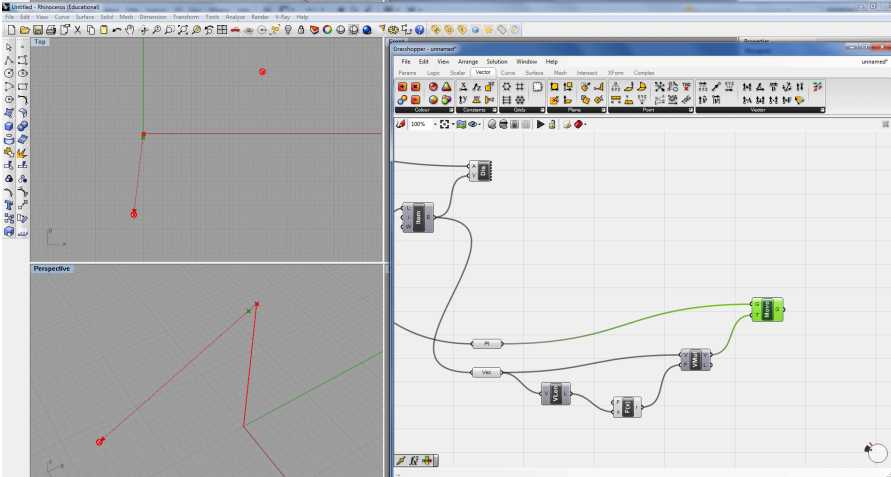 Untitled - Rhinoceros (Educational)
File Edit View Curve Surface Solid Mesh Dimension Transform Tools Analyze Render V-Ray Help
Top
Grasshopper - unnamed*
File Edit View Arrange Solution Window Help unnamed*
Params Logic Scalar Vector Curve Surface Mesh Intersect XForm Complex
Colour Constants Grids Plane Point Vector
100%
A
V
Dis
L
I
W
Item
E
y
x
Perspective
G
T
Move
G
Pt
Vec
V
F
VMul
V
L
V
VLen
L
F
x
F(x)
r
z
y